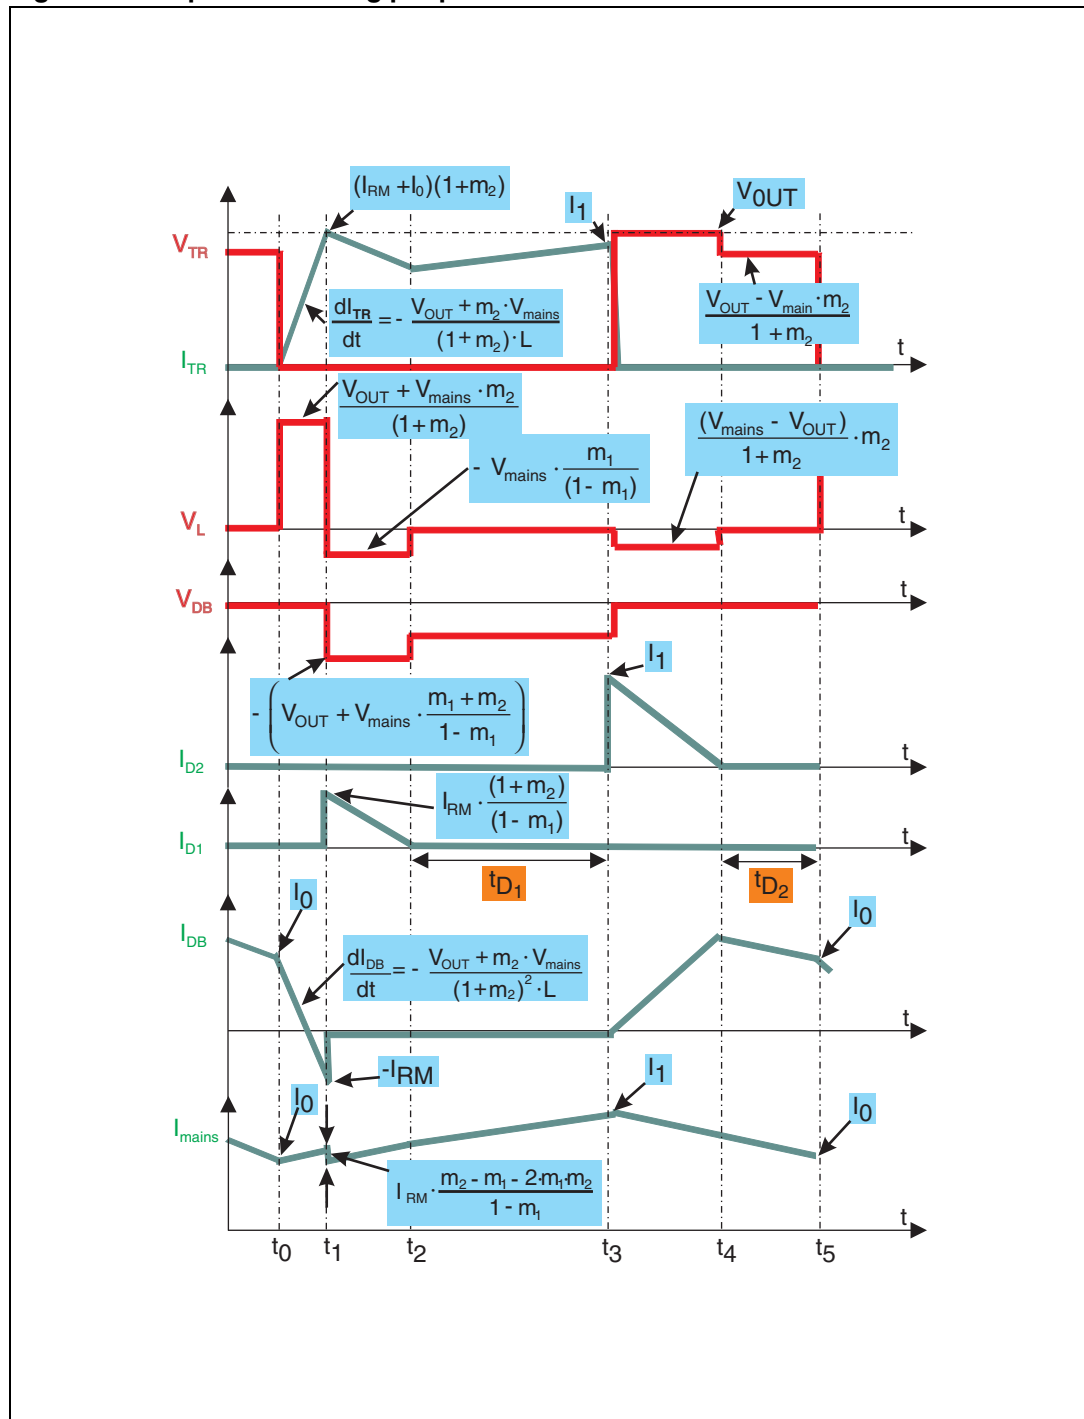 (I_RM + I_0)(1+m_2)
I_1
V_0UT
V_TR
dI_TR/dt = - (V_OUT + m_2 · V_mains)/((1+m_2) · L)
(V_OUT - V_main · m_2)/(1+m_2)
I_TR
t
(V_OUT + V_mains · m_2)/(1+m_2)
- V_mains · m_1/(1- m_1)
(V_mains - V_OUT)/(1+m_2) · m_2
V_L
t
V_DB
t
I_1
- (V_OUT + V_mains · (m_1 + m_2)/(1- m_1))
I_D2
t
I_RM · (1+m_2)/(1- m_1)
I_D1
t
t_D1
t_D2
I_0
I_0
I_DB
dI_DB/dt = - (V_OUT + m_2 · V_mains)/((1+m_2)² · L)
t
-I_RM
I_1
I_0
I_0
I_mains
I_RM · (m_2 - m_1 - 2·m_1·m_2)/(1- m_1)
t
t_0 t_1 t_2 t_3 t_4 t_5